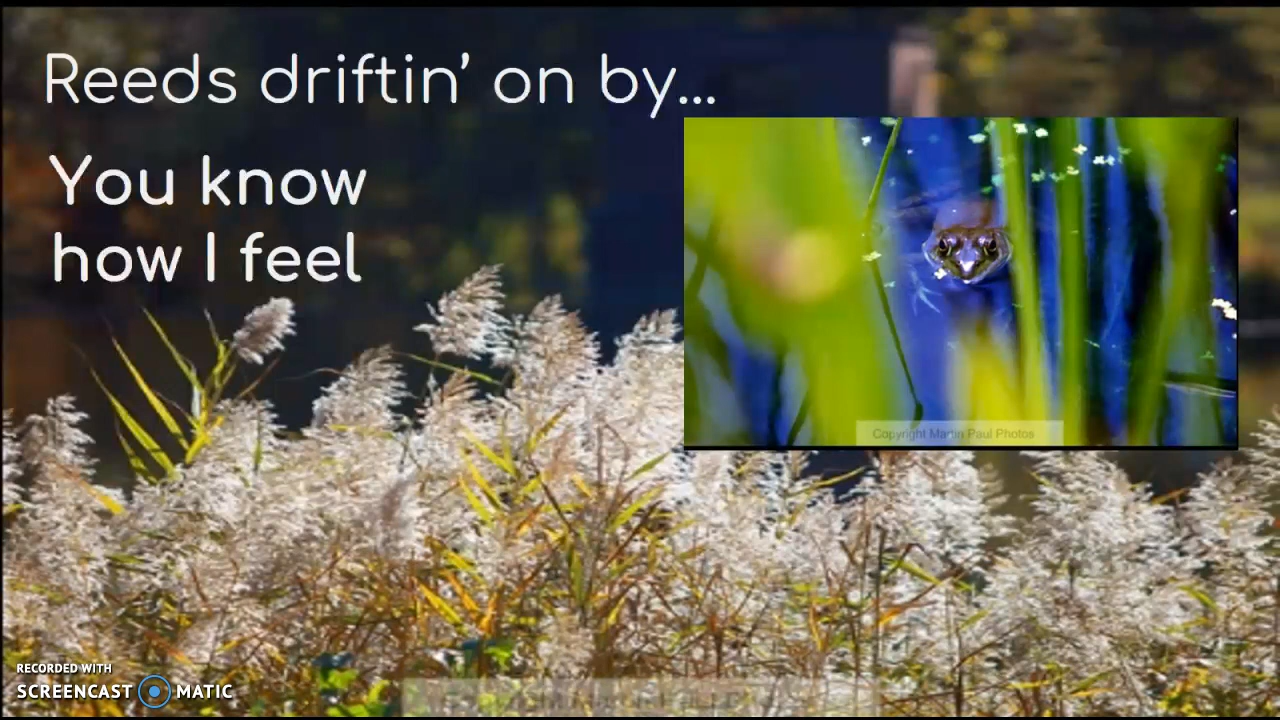 Reeds driftin’ on by...
You know
how I feel
Copyright Martin Paul Photos
RECORDED WITH
SCREENCAST MATIC